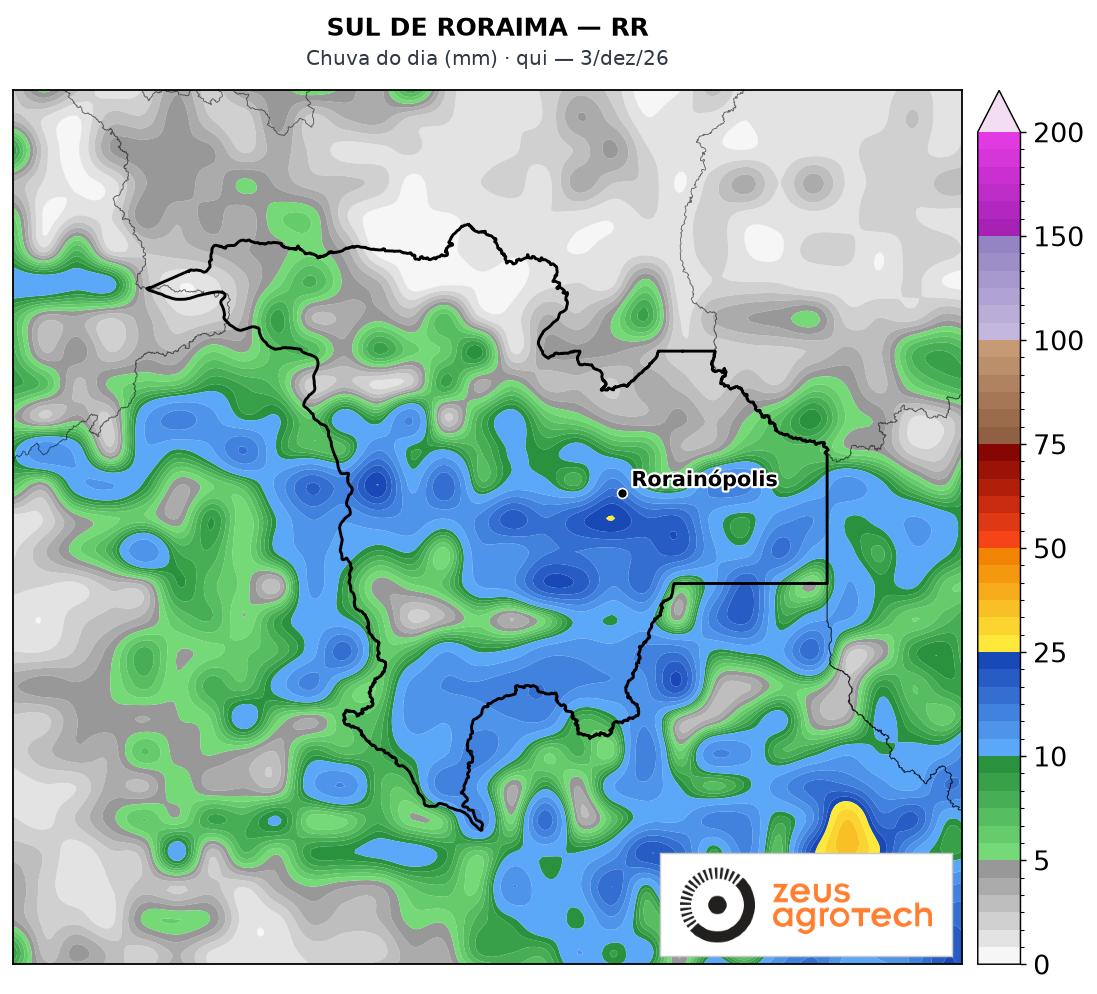 SUL DE RORAIMA — RR
Chuva do dia (mm) · qui — 3/dez/26
200
150
100
75
50
25
10
5
0
Rorainópolis
zeus
agrotech